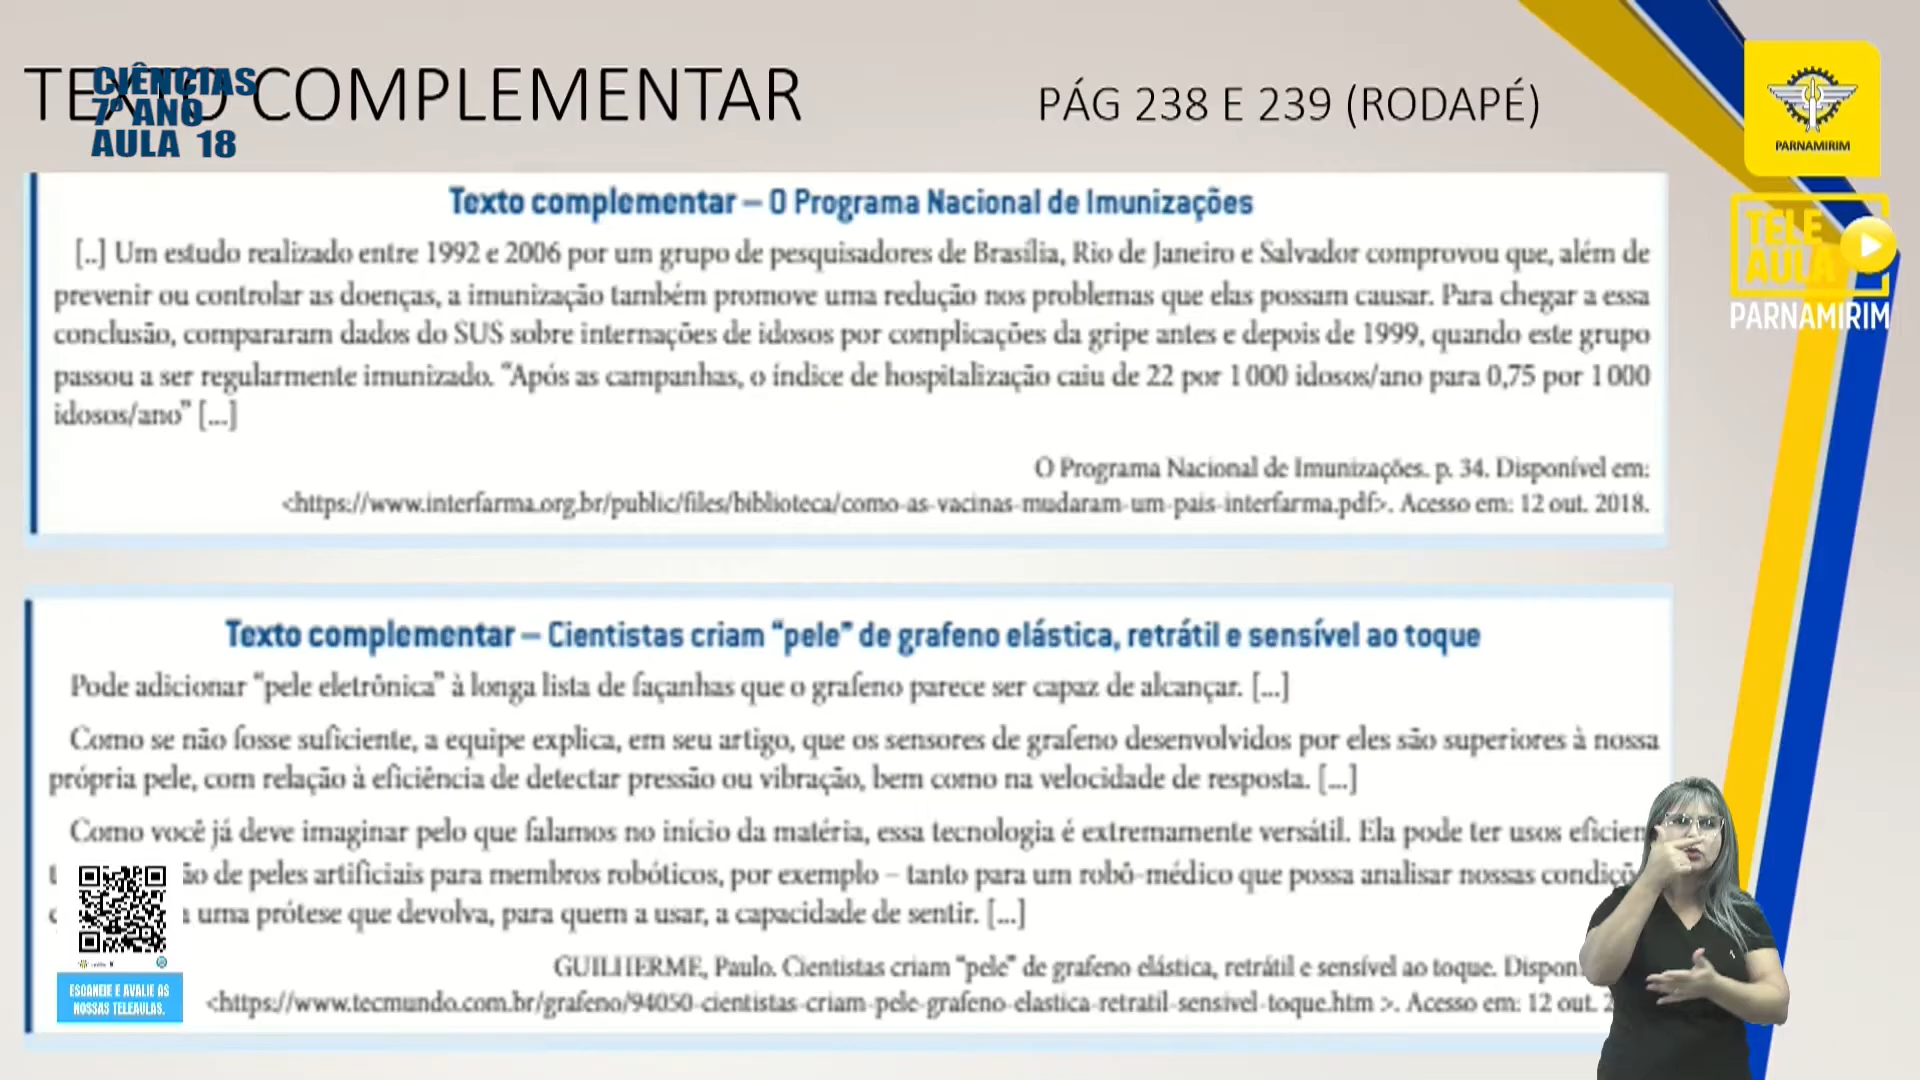 TEXTO COMPLEMENTAR
PÁG 238 E 239 (RODAPÉ)
CIÊNCIAS
7º ANO
AULA 18
PARNAMIRIM
TELE
AULA
PARNAMIRIM
Texto complementar – O Programa Nacional de Imunizações
[..] Um estudo realizado entre 1992 e 2006 por um grupo de pesquisadores de Brasília, Rio de Janeiro e Salvador comprovou que, além de
prevenir ou controlar as doenças, a imunização também promove uma redução nos problemas que elas possam causar. Para chegar a essa
conclusão, compararam dados do SUS sobre internações de idosos por complicações da gripe antes e depois de 1999, quando este grupo
passou a ser regularmente imunizado. “Após as campanhas, o índice de hospitalização caiu de 22 por 1 000 idosos/ano para 0,75 por 1 000
idosos/ano” [...]
O Programa Nacional de Imunizações. p. 34. Disponível em:
<https://www.interfarma.org.br/public/files/biblioteca/como-as-vacinas-mudaram-um-pais-interfarma.pdf>. Acesso em: 12 out. 2018.
Texto complementar – Cientistas criam “pele” de grafeno elástica, retrátil e sensível ao toque
Pode adicionar “pele eletrônica” à longa lista de façanhas que o grafeno parece ser capaz de alcançar. [...]
Como se não fosse suficiente, a equipe explica, em seu artigo, que os sensores de grafeno desenvolvidos por eles são superiores à nossa
própria pele, com relação à eficiência de detectar pressão ou vibração, bem como na velocidade de resposta. [...]
Como você já deve imaginar pelo que falamos no início da matéria, essa tecnologia é extremamente versátil. Ela pode ter usos eficien
ão de peles artificiais para membros robóticos, por exemplo – tanto para um robô-médico que possa analisar nossas condiçõ
uma prótese que devolva, para quem a usar, a capacidade de sentir. [...]
GUILHERME, Paulo. Cientistas criam “pele” de grafeno elástica, retrátil e sensível ao toque. Dispon
<https://www.tecmundo.com.br/grafeno/94050-cientistas-criam-pele-grafeno-elastica-retratil-sensivel-toque.htm >. Acesso em: 12 out. 2
ESCANEIE E AVALIE AS
NOSSAS TELEAULAS.